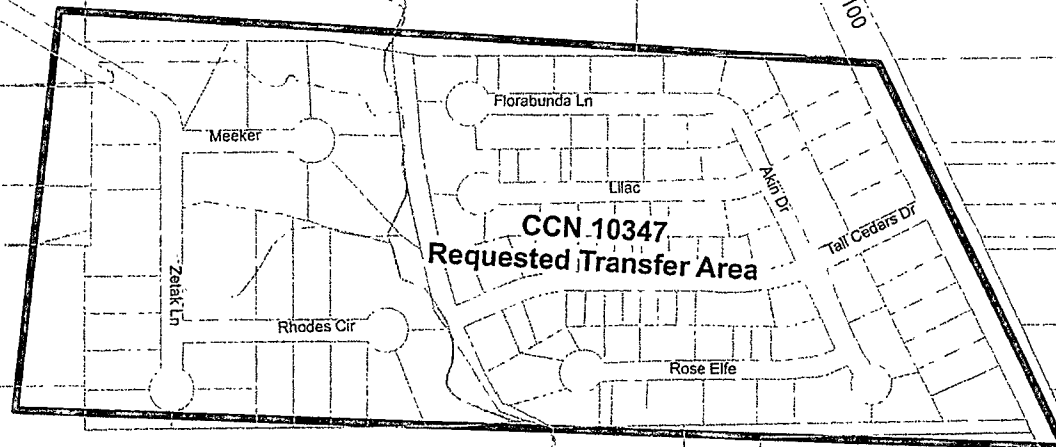 100
Florabunda Ln
Meeker
Lilac
Akin Dr
CCN 10347
Requested Transfer Area
Tall Cedars Dr
Zetak Ln
Rhodes Cir
Rose Elfe